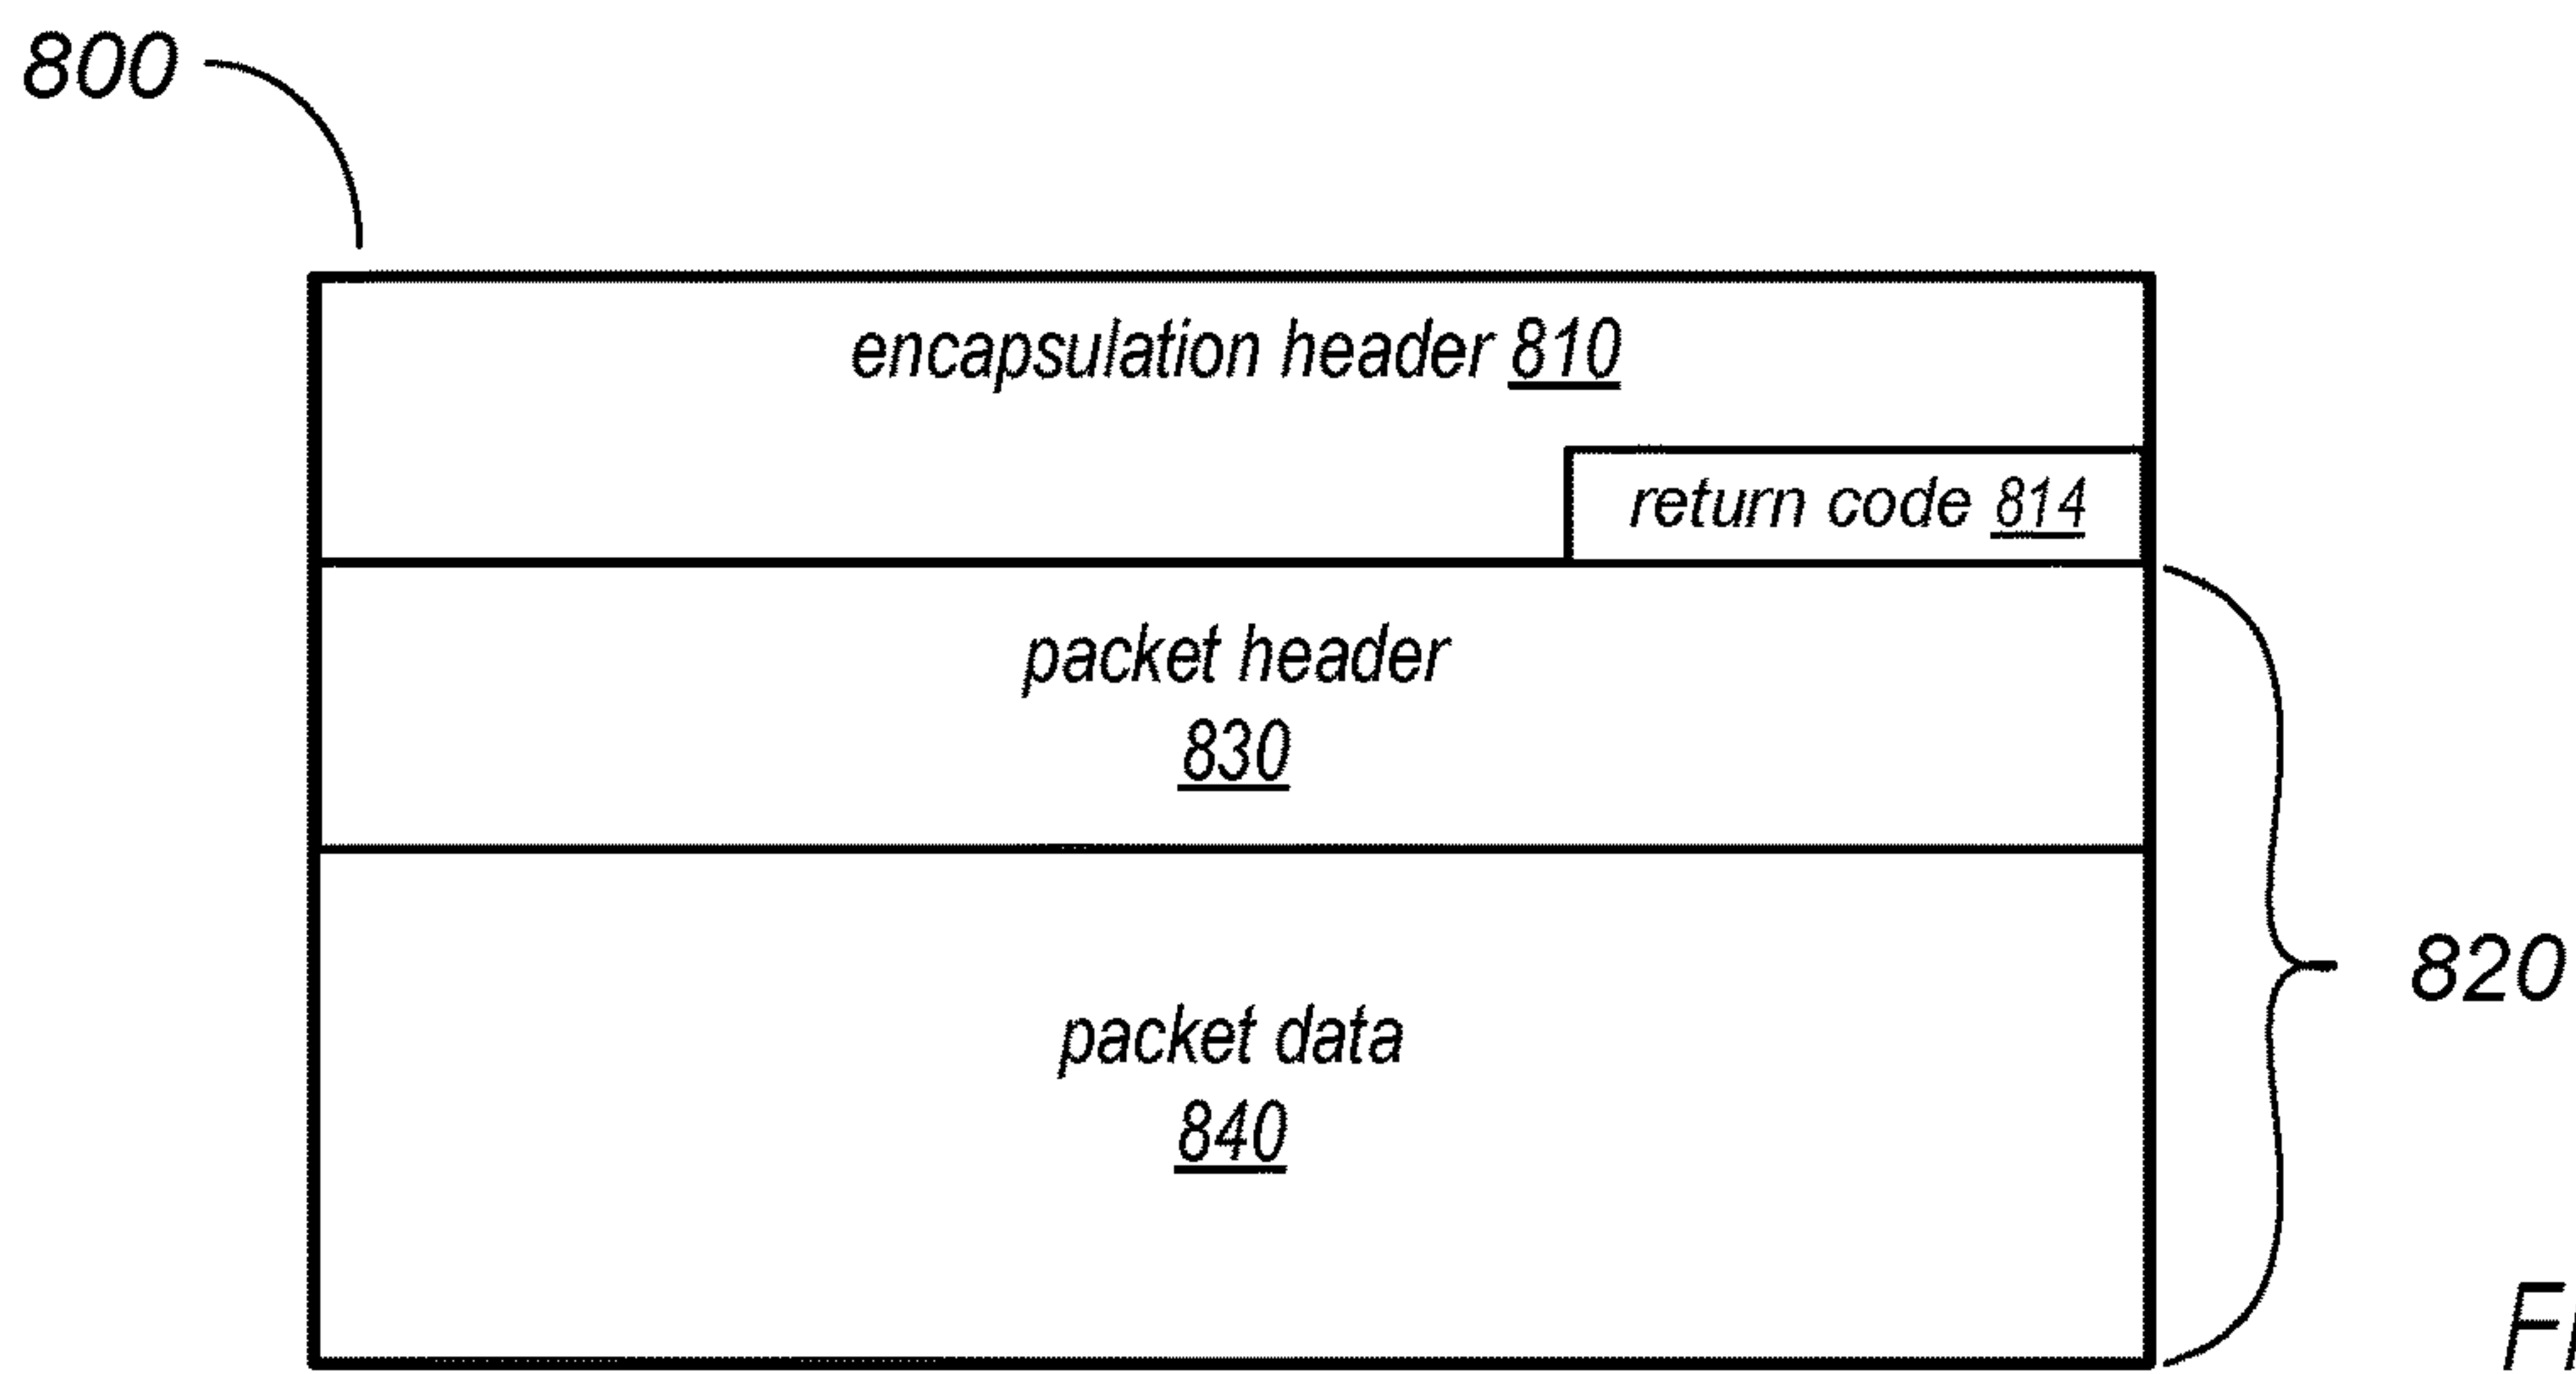 800
encapsulation header 810
return code 814
packet header
830
820
packet data
840